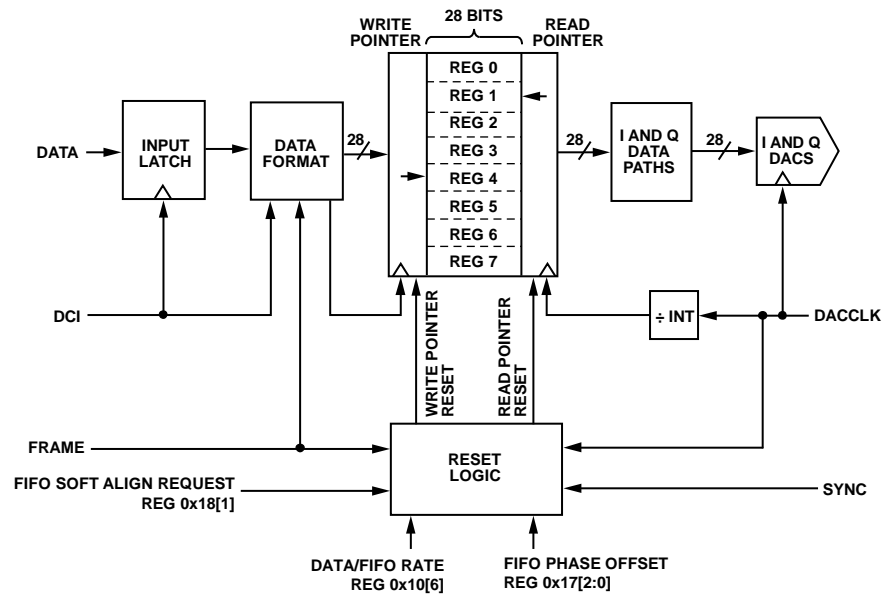 WRITE
POINTER
28 BITS
READ
POINTER
REG 0
REG 1
REG 2
REG 3
REG 4
REG 5
REG 6
REG 7
DATA
INPUT
LATCH
DATA
FORMAT
28
28
I AND Q
DATA
PATHS
28
I AND Q
DACS
DCI
÷ INT
DACCLK
WRITE POINTER
RESET
READ POINTER
RESET
FRAME
RESET
LOGIC
FIFO SOFT ALIGN REQUEST
REG 0x18[1]
SYNC
DATA/FIFO RATE
REG 0x10[6]
FIFO PHASE OFFSET
REG 0x17[2:0]